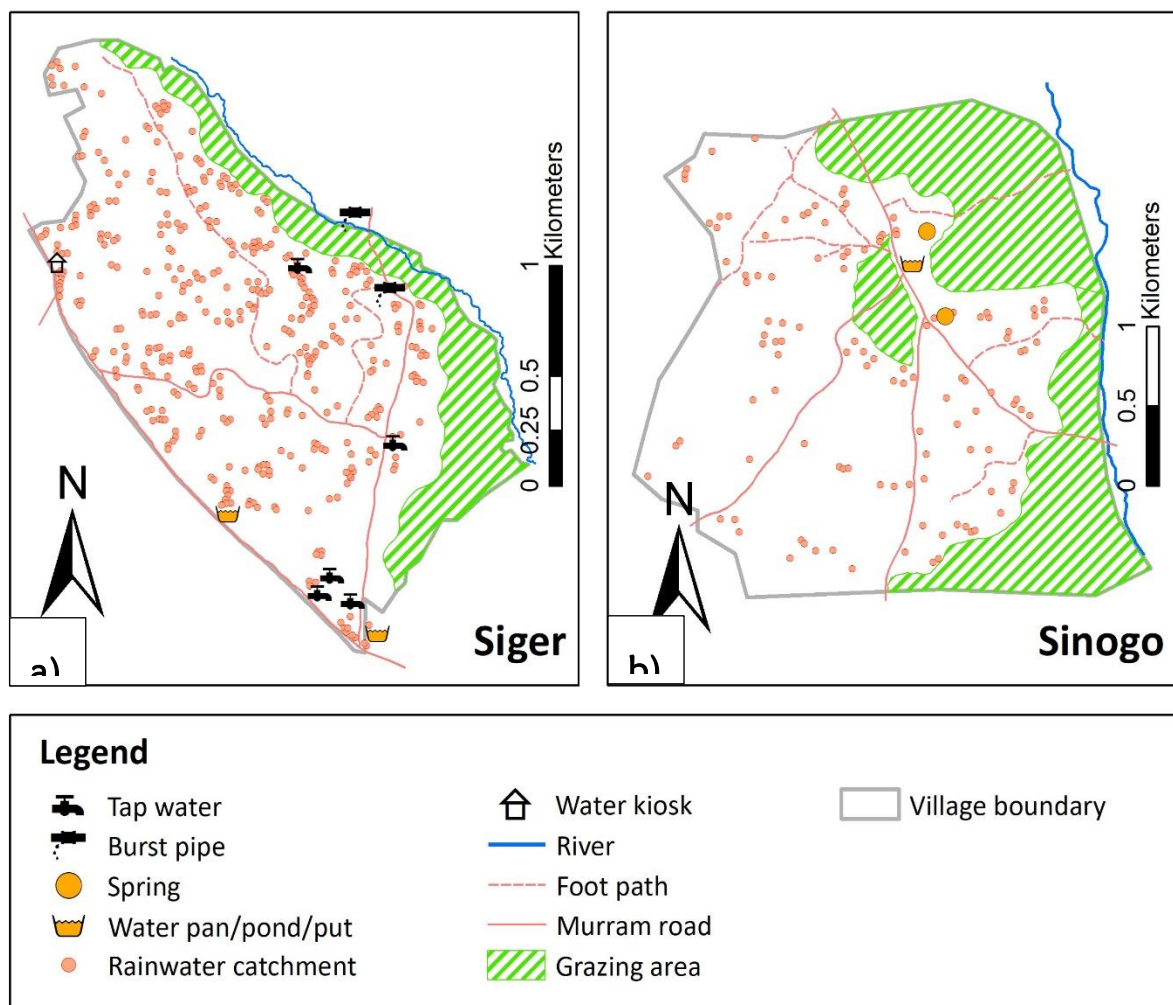 1
Kilometers
0.5
0.25
0
N
Siger
a)
1
Kilometers
0.5
0
N
Sinogo
b)
Legend
Tap water
Burst pipe
Spring
Water pan/pond/put
Rainwater catchment
Water kiosk
River
Foot path
Murram road
Grazing area
Village boundary